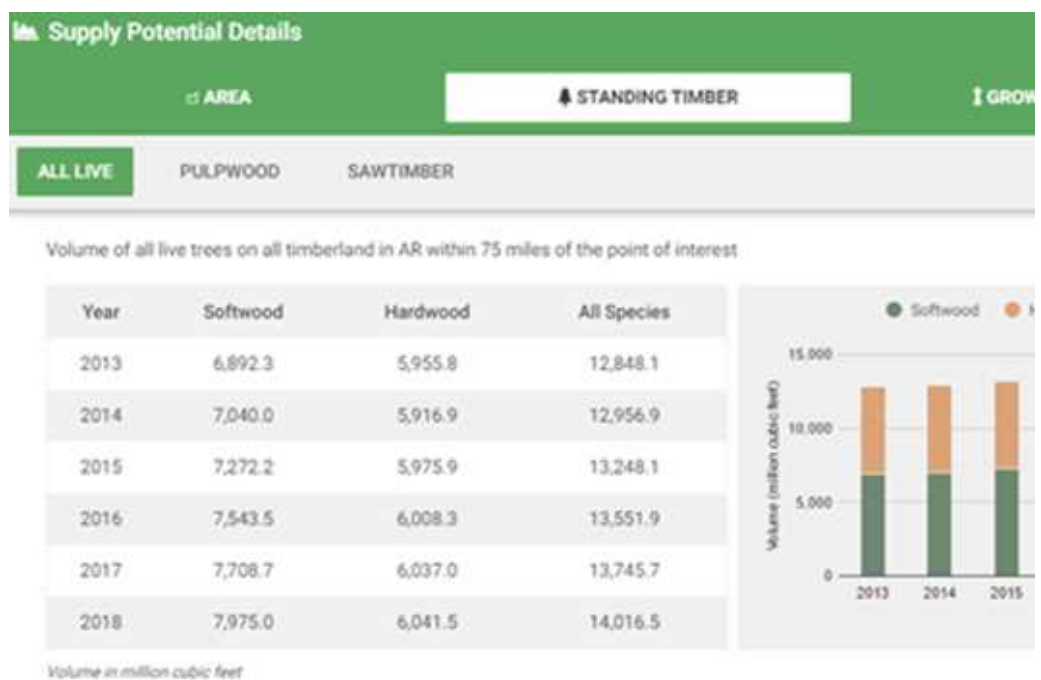 Supply Potential Details
AREA
STANDING TIMBER
GROW
ALL LIVE
PULPWOOD
SAWTIMBER
Volume of all live trees on all timberland in AR within 75 miles of the point of interest
Year Softwood Hardwood All Species
2013 6,892.3 5,955.8 12,848.1
2014 7,040.0 5,916.9 12,956.9
2015 7,272.2 5,975.9 13,248.1
2016 7,543.5 6,008.3 13,551.9
2017 7,708.7 6,037.0 13,745.7
2018 7,975.0 6,041.5 14,016.5
Volume in million cubic feet
Softwood H
Volume (million cubic feet)
15,000
10,000
5,000
0
2013 2014 2015